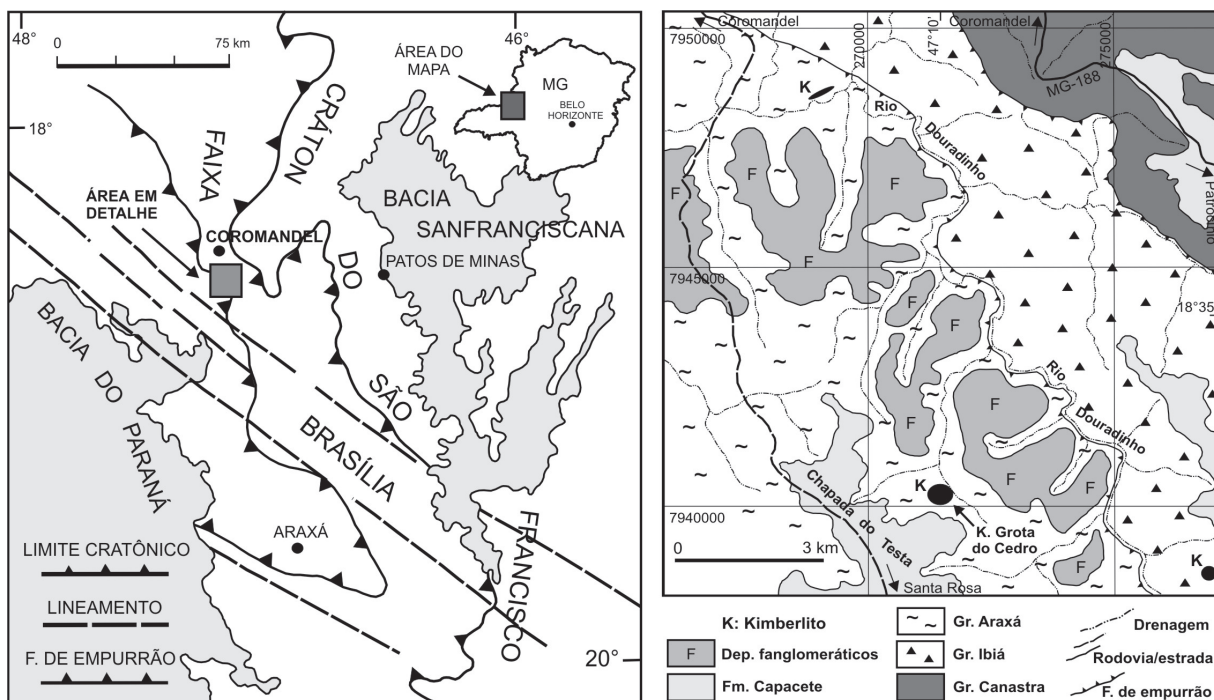 48°
46°
0 75 km
ÁREA DO
MAPA
MG
BELO
HORIZONTE
18°
CRÁTON
FAIXA
ÁREA EM
DETALHE
COROMANDEL
BACIA
SANFRANCISCANA
DO
PATOS DE MINAS
BACIA DO PARANÁ
SÃO
BRASÍLIA
FRANCISCO
ARAXÁ
LIMITE CRATÔNICO
LINEAMENTO
F. DE EMPURRÃO
20°
Coromandel
Coromandel
7950000
270000
47°10'
275000
MG-188
K
Rio
Douradinho
F
F
F
F
F
Patrocínio
7945000
F
F
18°35'
Rio
Douradinho
F
F
F
F
K
Chapada do Testa
7940000
K. Grota
do Cedro
0 3 km
F
K
Santa Rosa
K: Kimberlito
F Dep. fanglomeráticos
Fm. Capacete
Gr. Araxá
Gr. Ibiá
Gr. Canastra
Drenagem
Rodovia/estrada
F. de empurrão